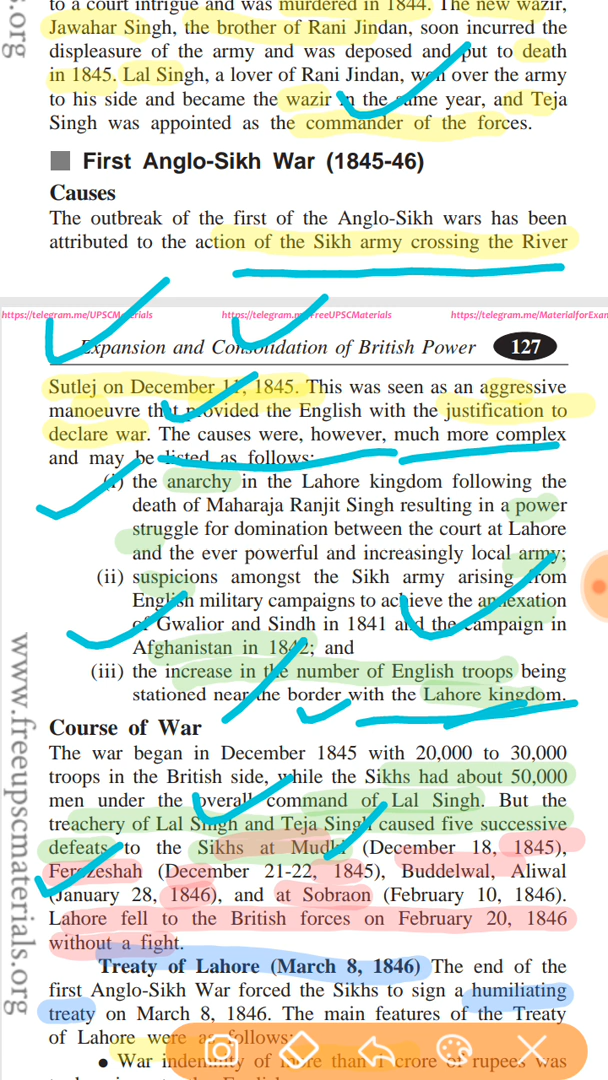 to a court intrigue and was murdered in 1844. The new wazir,
Jawahar Singh, the brother of Rani Jindan, soon incurred the
displeasure of the army and was deposed and put to death
in 1845. Lal Singh, a lover of Rani Jindan, won over the army
to his side and became the wazir in the same year, and Teja
Singh was appointed as the commander of the forces.
First Anglo-Sikh War (1845-46)
Causes
The outbreak of the first of the Anglo-Sikh wars has been
attributed to the action of the Sikh army crossing the River
https://telegram.me/UPSCMaterials https://telegram.me/FreeUPSCMaterials https://telegram.me/MaterialforExa
Expansion and Consolidation of British Power 127
Sutlej on December 11, 1845. This was seen as an aggressive
manoeuvre that provided the English with the justification to
declare war. The causes were, however, much more complex
and may be listed as follows:
(i) the anarchy in the Lahore kingdom following the
death of Maharaja Ranjit Singh resulting in a power
struggle for domination between the court at Lahore
and the ever powerful and increasingly local army;
(ii) suspicions amongst the Sikh army arising from
English military campaigns to achieve the annexation
of Gwalior and Sindh in 1841 and the campaign in
Afghanistan in 1842; and
(iii) the increase in the number of English troops being
stationed near the border with the Lahore kingdom.
Course of War
The war began in December 1845 with 20,000 to 30,000
troops in the British side, while the Sikhs had about 50,000
men under the overall command of Lal Singh. But the
treachery of Lal Singh and Teja Singh caused five successive
defeats to the Sikhs at Mudki (December 18, 1845),
Ferozeshah (December 21-22, 1845), Buddelwal, Aliwal
(January 28, 1846), and at Sobraon (February 10, 1846).
Lahore fell to the British forces on February 20, 1846
without a fight.
Treaty of Lahore (March 8, 1846) The end of the
first Anglo-Sikh War forced the Sikhs to sign a humiliating
treaty on March 8, 1846. The main features of the Treaty
of Lahore were as follows:
• War indemnity of more than 1 crore of rupees was
s.org
www.freeupscmaterials.org